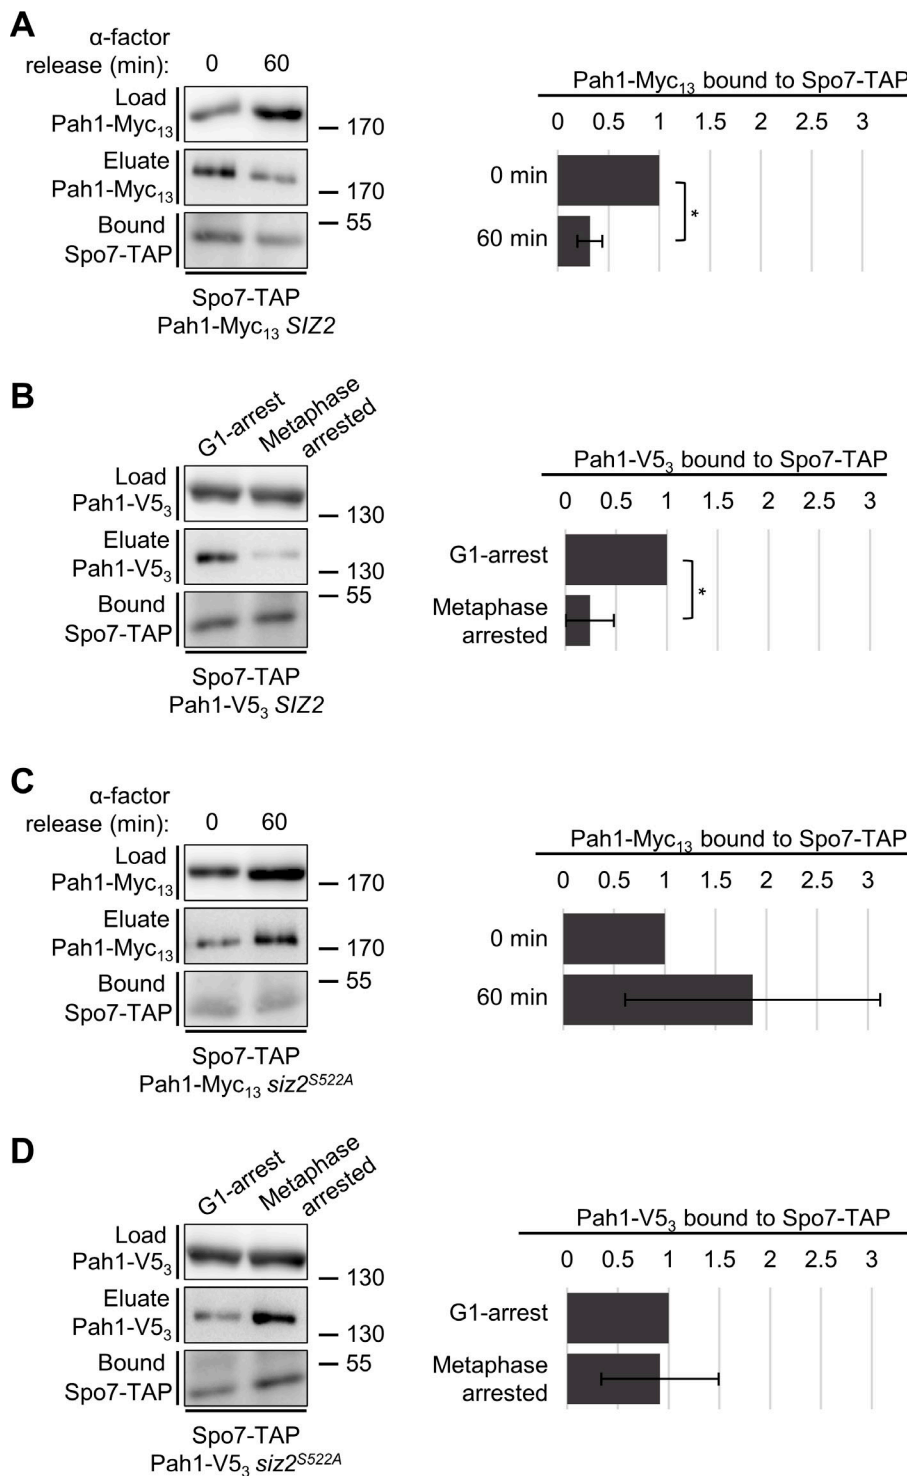 A
α-factor
release (min): 0 60
Load
Pah1-Myc13
170
Eluate
Pah1-Myc13
170
Bound
Spo7-TAP
55
Spo7-TAP
Pah1-Myc13 SIZ2
Pah1-Myc13 bound to Spo7-TAP
0 0.5 1 1.5 2 2.5 3
0 min
60 min
*
B
G1-arrest
Metaphase
arrested
Load
Pah1-V53
130
Eluate
Pah1-V53
130
Bound
Spo7-TAP
55
Spo7-TAP
Pah1-V53 SIZ2
Pah1-V53 bound to Spo7-TAP
0 0.5 1 1.5 2 2.5 3
G1-arrest
Metaphase
arrested
*
C
α-factor
release (min): 0 60
Load
Pah1-Myc13
170
Eluate
Pah1-Myc13
170
Bound
Spo7-TAP
55
Spo7-TAP
Pah1-Myc13 siz2S522A
Pah1-Myc13 bound to Spo7-TAP
0 0.5 1 1.5 2 2.5 3
0 min
60 min
D
G1-arrest
Metaphase
arrested
Load
Pah1-V53
130
Eluate
Pah1-V53
130
Bound
Spo7-TAP
55
Spo7-TAP
Pah1-V53 siz2S522A
Pah1-V53 bound to Spo7-TAP
0 0.5 1 1.5 2 2.5 3
G1-arrest
Metaphase
arrested